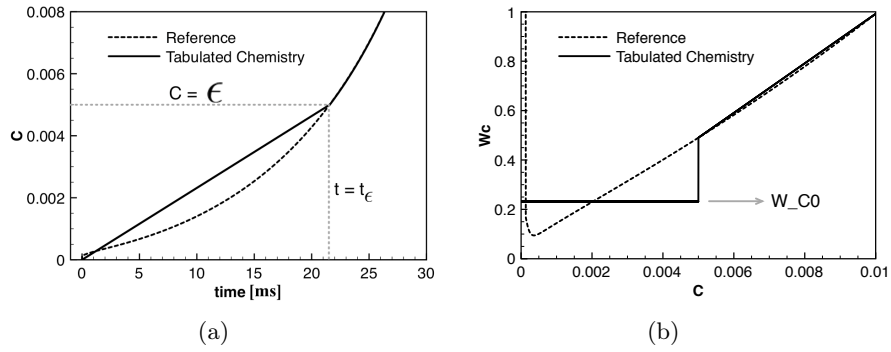 0.008
0.006
0.004
0.002
0
C
Reference
Tabulated Chemistry
C = ϵ
t = tϵ
0 5 10 15 20 25 30
time [ms]
(a)
1
0.8
0.6
0.4
0.2
0
Wc
Reference
Tabulated Chemistry
W_C0
0 0.002 0.004 0.006 0.008 0.01
C
(b)